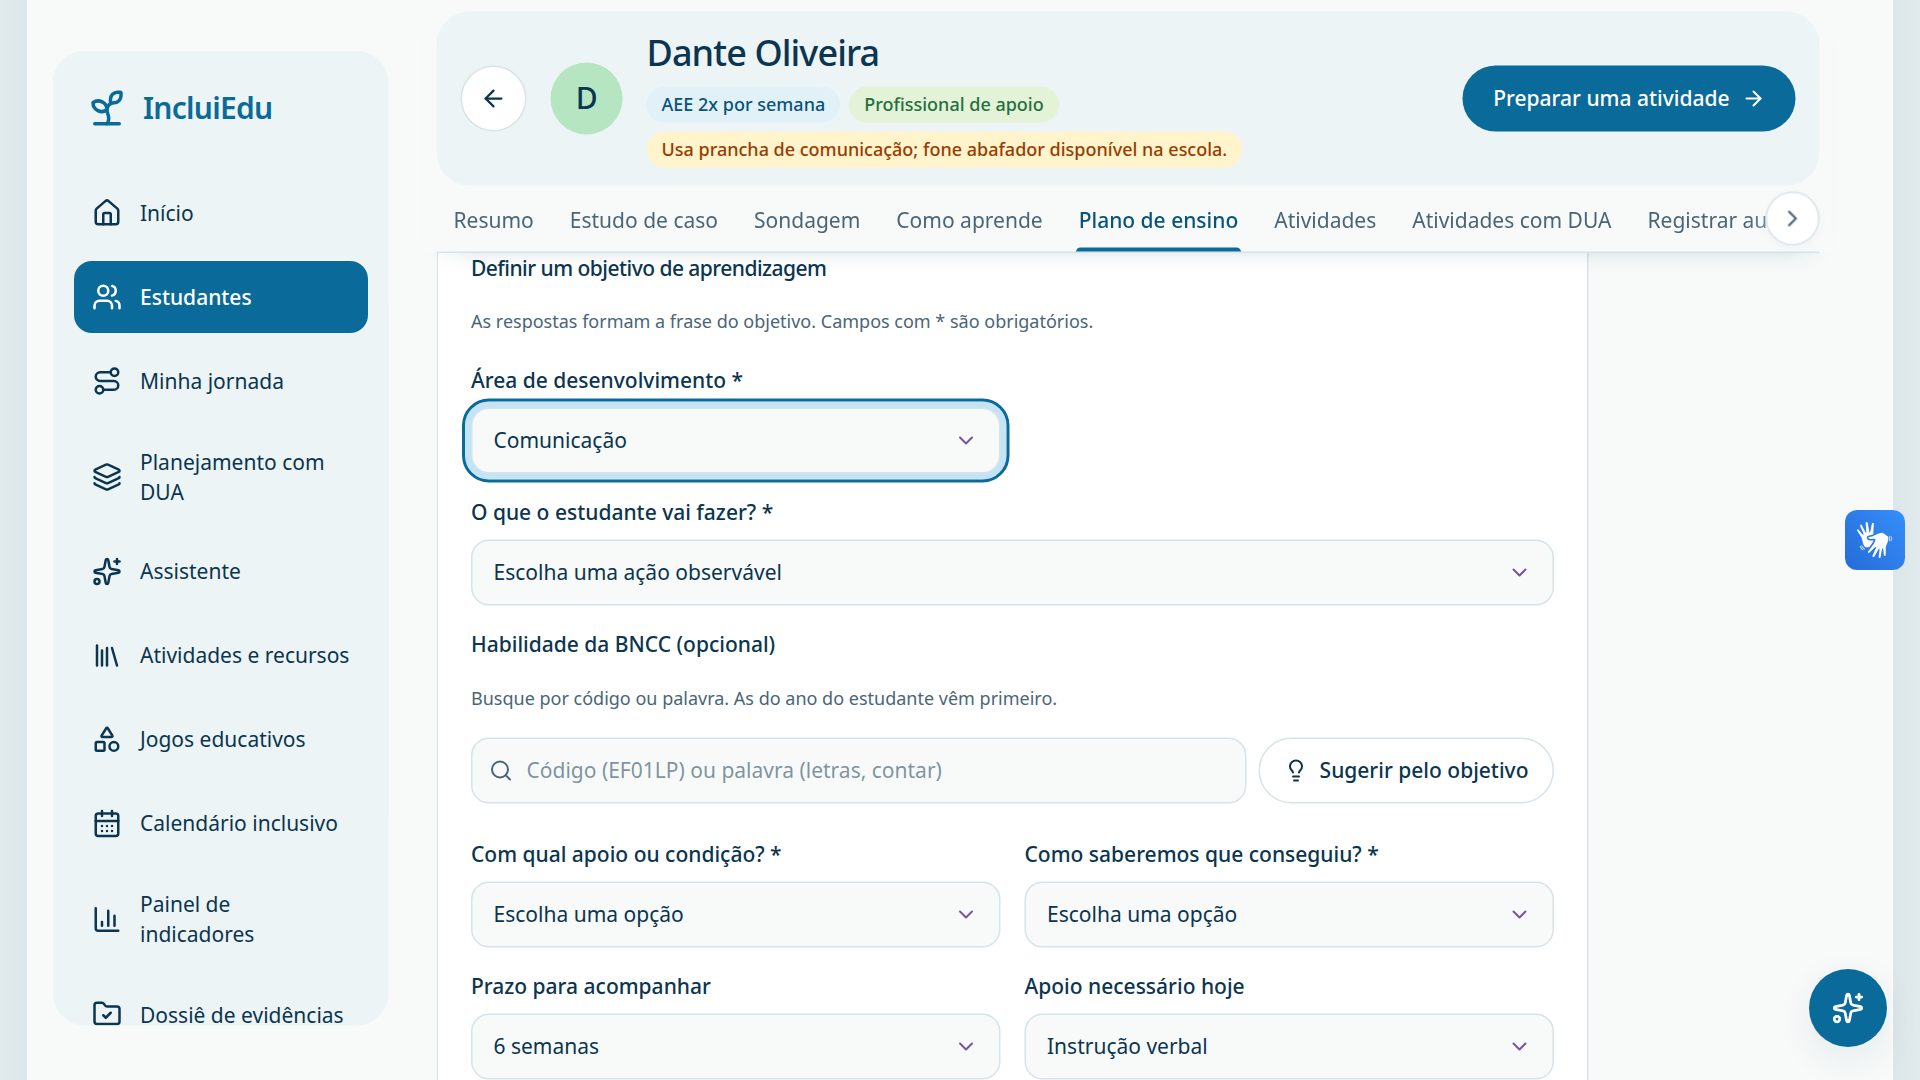 IncluiEdu
Início
Estudantes
Minha jornada
Planejamento com
DUA
Assistente
Atividades e recursos
Jogos educativos
Calendário inclusivo
Painel de
indicadores
Dossiê de evidências
D
Dante Oliveira
AEE 2x por semana
Profissional de apoio
Usa prancha de comunicação; fone abafador disponível na escola.
Preparar uma atividade
Resumo
Estudo de caso
Sondagem
Como aprende
Plano de ensino
Atividades
Atividades com DUA
Registrar au
Definir um objetivo de aprendizagem
As respostas formam a frase do objetivo. Campos com * são obrigatórios.
Área de desenvolvimento *
Comunicação
O que o estudante vai fazer? *
Escolha uma ação observável
Habilidade da BNCC (opcional)
Busque por código ou palavra. As do ano do estudante vêm primeiro.
Código (EF01LP) ou palavra (letras, contar)
Sugerir pelo objetivo
Com qual apoio ou condição? *
Como saberemos que conseguiu? *
Escolha uma opção
Escolha uma opção
Prazo para acompanhar
Apoio necessário hoje
6 semanas
Instrução verbal